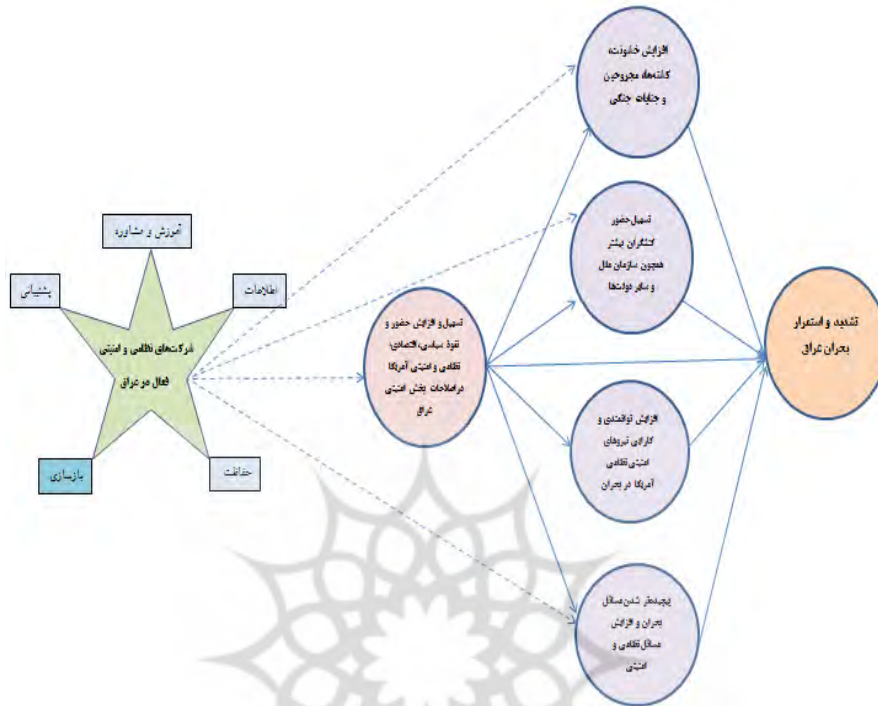 افزایش خشونت،
کشته‌ها، مجروحین
و جنایات جنگی
تسهیل حضور
کنشگران بیشتر
همچون سازمان ملل
و سایر دولت‌ها
آموزش و مشاوره
اطلاعات
پشتیبانی
شرکت‌های نظامی و امنیتی
فعال در عراق
بازسازی
حفاظت
تسهیل و افزایش حضور و
نفوذ سیاسی، اقتصادی،
نظامی و امنیتی آمریکا
در اصلاحات بخش امنیتی
عراق
تشدید و استمرار
بحران عراق
افزایش توانمندی و
کارایی نیروهای
امنیتی نظامی
آمریکا در بحران
پیچیده‌تر شدن مسائل
بحران و افزایش
مسائل نظامی و
امنیتی